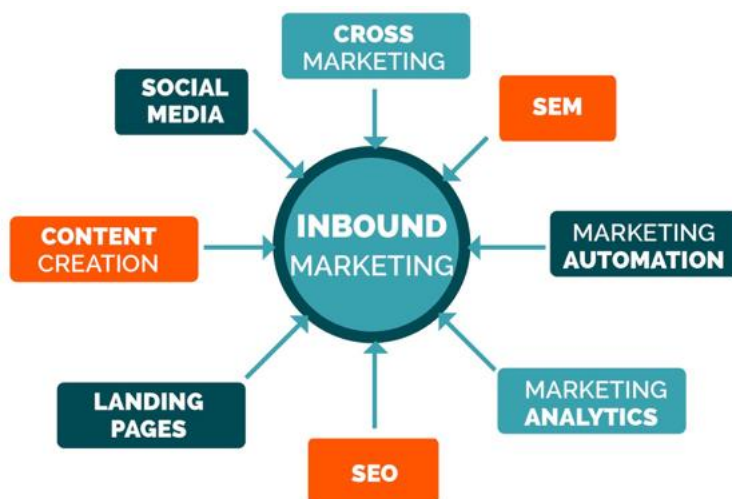 CROSS
MARKETING
SOCIAL
MEDIA
SEM
INBOUND
MARKETING
CONTENT
CREATION
MARKETING
AUTOMATION
LANDING
PAGES
MARKETING
ANALYTICS
SEO